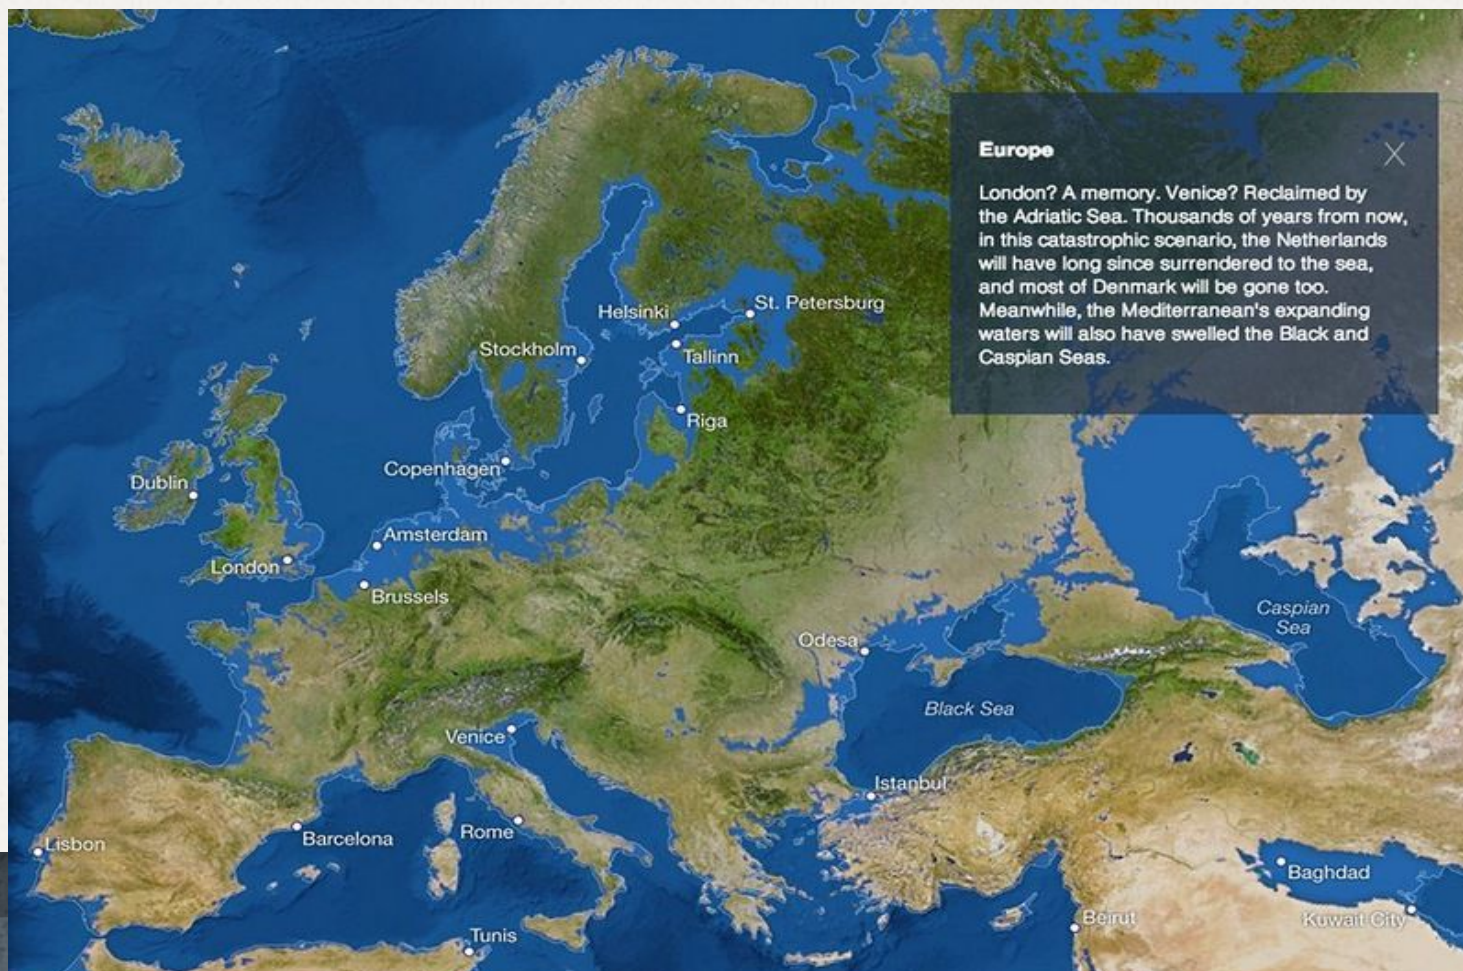 Europe
London? A memory. Venice? Reclaimed by
the Adriatic Sea. Thousands of years from now,
in this catastrophic scenario, the Netherlands
will have long since surrendered to the sea,
and most of Denmark will be gone too.
Meanwhile, the Mediterranean's expanding
waters will also have swelled the Black and
Caspian Seas.
Helsinki
St. Petersburg
Stockholm
Tallinn
Riga
Copenhagen
Dublin
Amsterdam
London
Brussels
Caspian
Sea
Odesa
Black Sea
Venice
Istanbul
Rome
Barcelona
Lisbon
Baghdad
Beirut
Kuwait City
Tunis